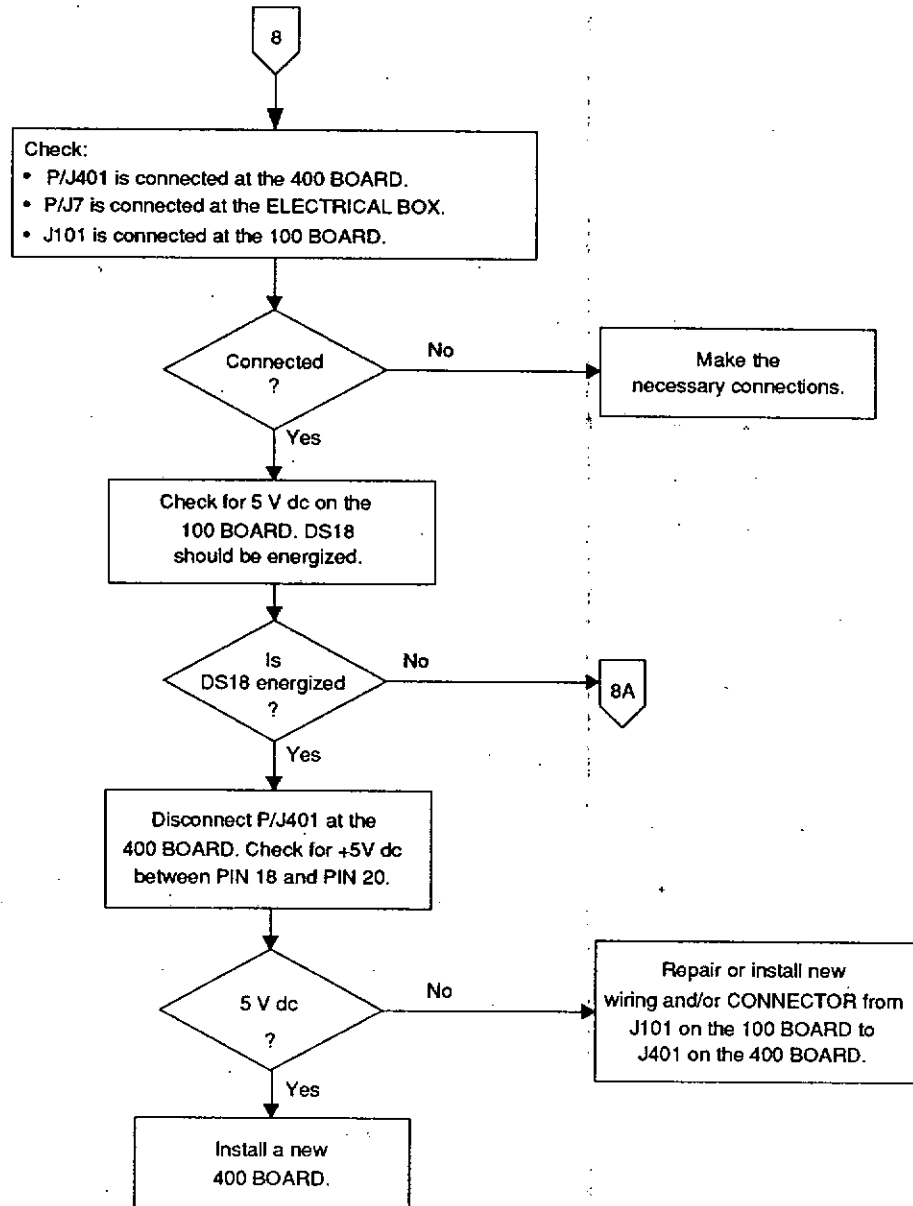 8
Check:
• P/J401 is connected at the 400 BOARD.
• P/J7 is connected at the ELECTRICAL BOX.
• J101 is connected at the 100 BOARD.
Connected
?
No
Make the
necessary connections.
Yes
Check for 5 V dc on the
100 BOARD. DS18
should be energized.
Is
DS18 energized
?
No
8A
Yes
Disconnect P/J401 at the
400 BOARD. Check for +5V dc
between PIN 18 and PIN 20.
5 V dc
?
No
Repair or install new
wiring and/or CONNECTOR from
J101 on the 100 BOARD to
J401 on the 400 BOARD.
Yes
Install a new
400 BOARD.